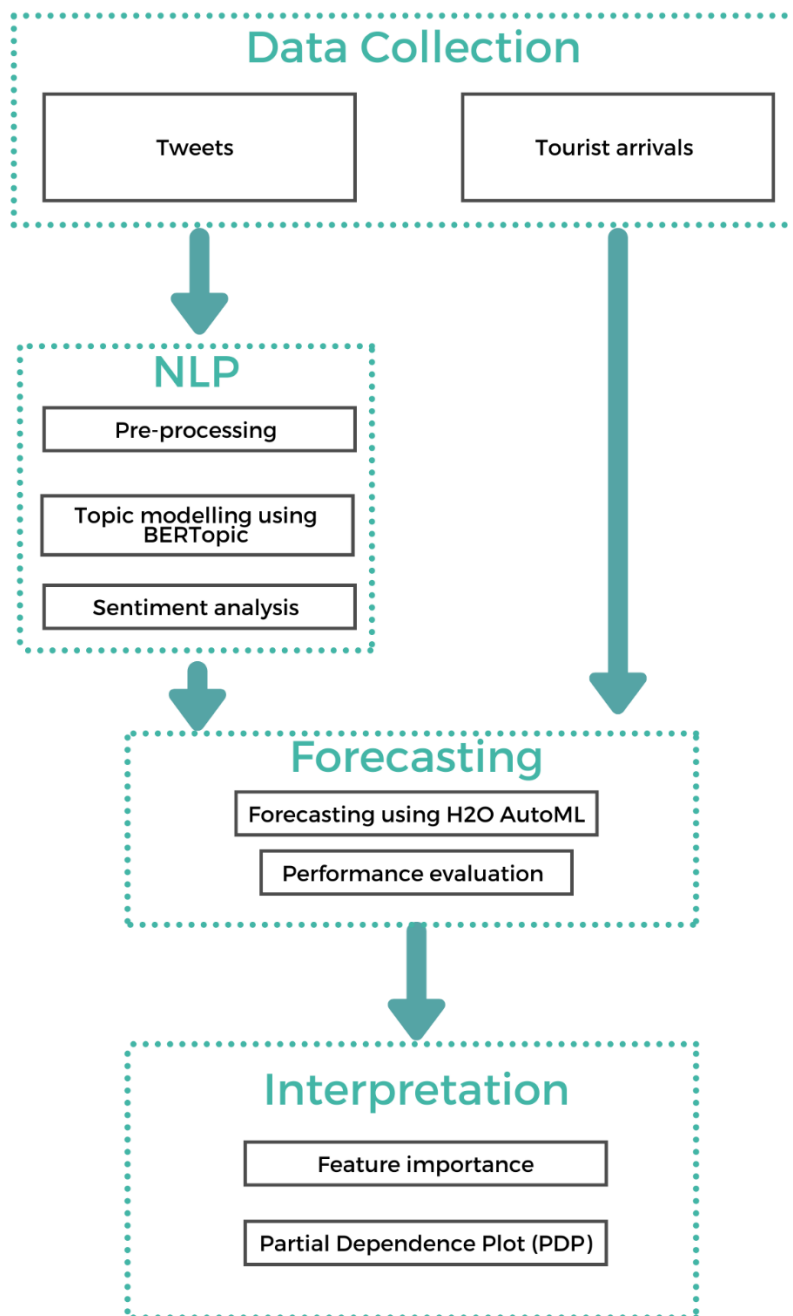 Data Collection
Tweets
Tourist arrivals
NLP
Pre-processing
Topic modelling using
BERTopic
Sentiment analysis
Forecasting
Forecasting using H2O AutoML
Performance evaluation
Interpretation
Feature importance
Partial Dependence Plot (PDP)